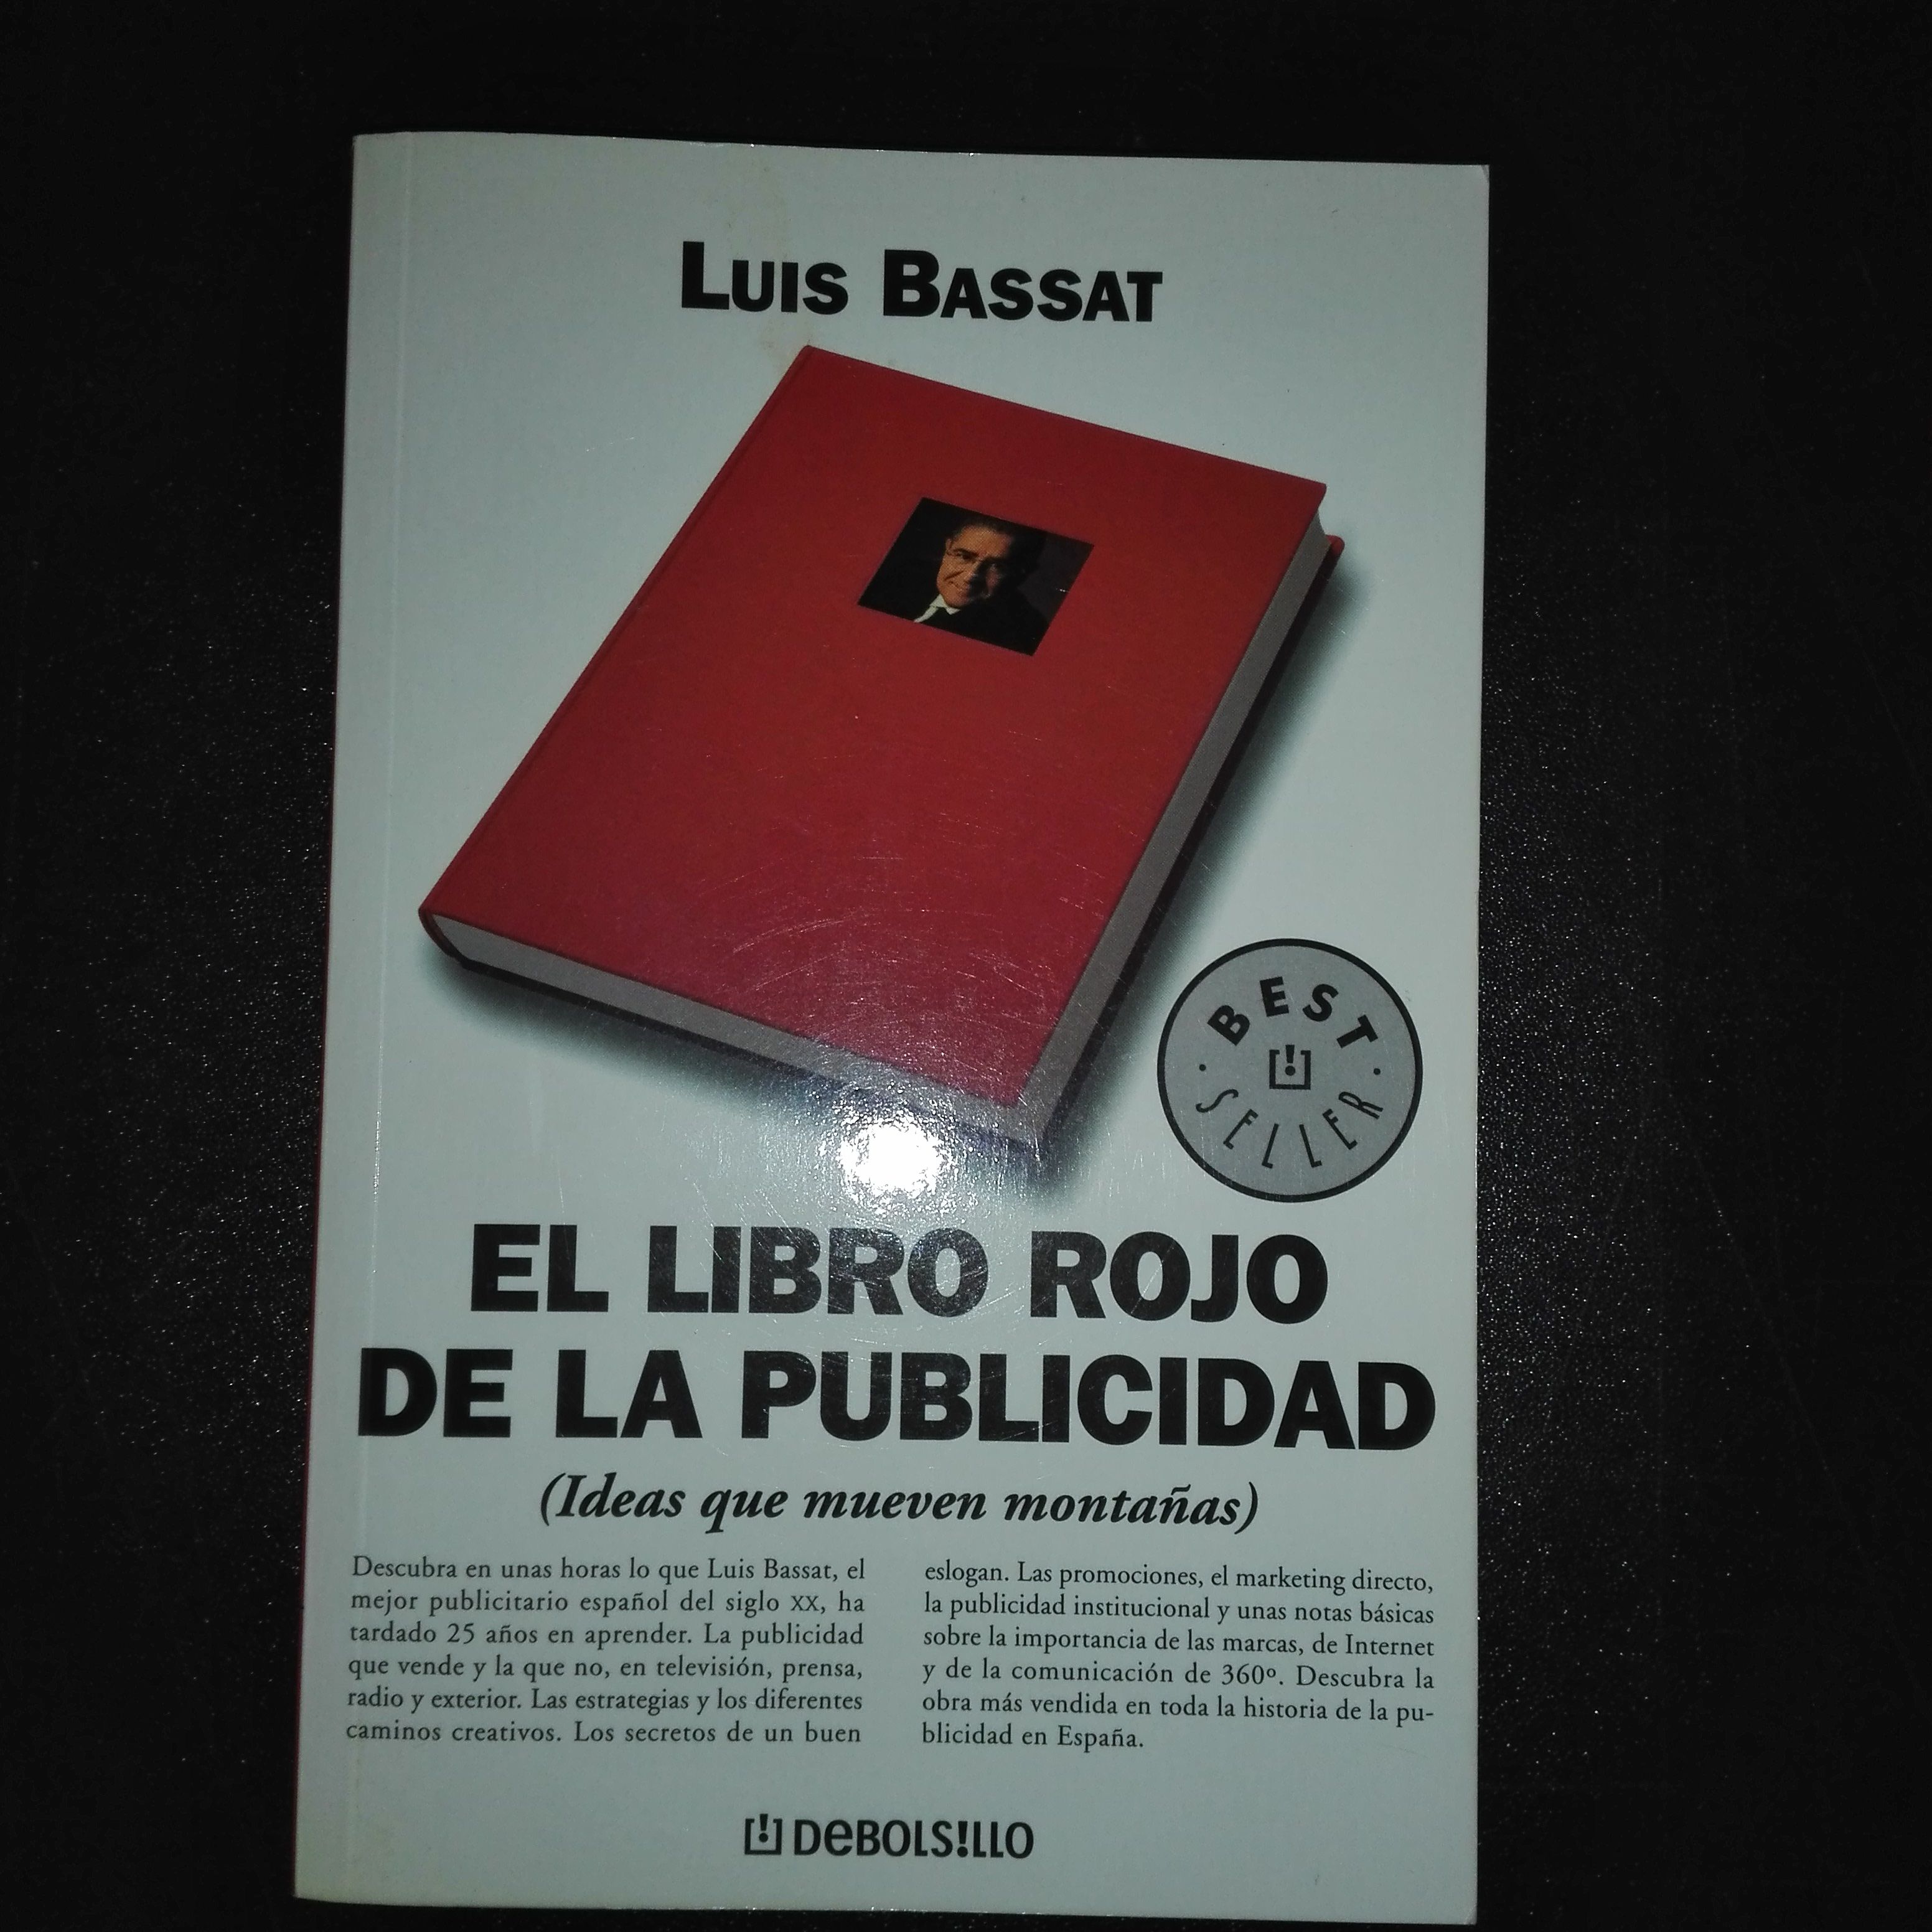 LUIS BASSAT
BEST
SELLER
EL LIBRO ROJO
DE LA PUBLICIDAD
(Ideas que mueven montañas)
Descubra en unas horas lo que Luis Bassat, el
mejor publicitario español del siglo XX, ha
tardado 25 años en aprender. La publicidad
que vende y la que no, en televisión, prensa,
radio y exterior. Las estrategias y los diferentes
caminos creativos. Los secretos de un buen
eslogan. Las promociones, el marketing directo,
la publicidad institucional y unas notas básicas
sobre la importancia de las marcas, de Internet
y de la comunicación de 360º. Descubra la
obra más vendida en toda la historia de la pu-
blicidad en España.
DeBOLS!LLO